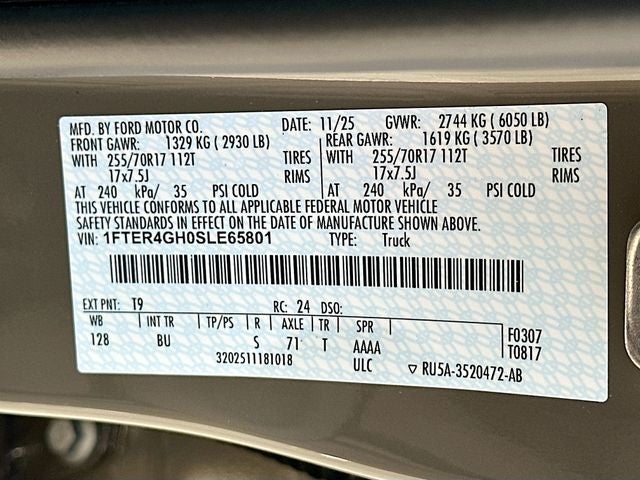 MFD. BY FORD MOTOR CO. DATE: 11/25 GVWR: 2744 KG ( 6050 LB)
FRONT GAWR: 1329 KG ( 2930 LB) REAR GAWR: 1619 KG ( 3570 LB)
WITH 255/70R17 112T TIRES WITH 255/70R17 112T TIRES
17x7.5J RIMS 17x7.5J RIMS
AT 240 kPa/ 35 PSI COLD AT 240 kPa/ 35 PSI COLD
THIS VEHICLE CONFORMS TO ALL APPLICABLE FEDERAL MOTOR VEHICLE
SAFETY STANDARDS IN EFFECT ON THE DATE OF MANUFACTURE SHOWN ABOVE.
VIN: 1FTER4GH0SLE65801 TYPE: Truck
EXT PNT: T9 RC: 24 DSO:
WB INT TR TP/PS R AXLE TR SPR F0307
128 BU S 71 T AAAA T0817
3202511181018 ULC ▽ RU5A-3520472-AB